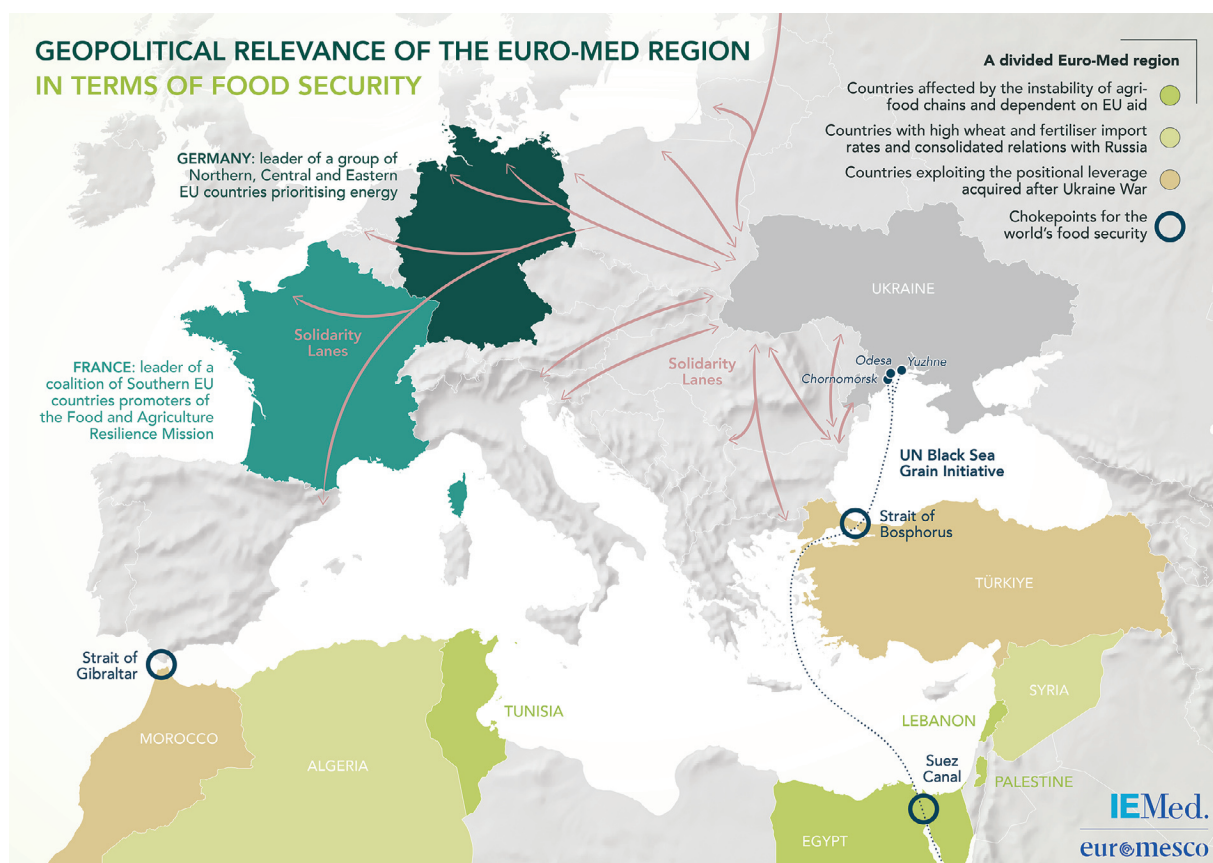 GEOPOLITICAL RELEVANCE OF THE EURO-MED REGION
IN TERMS OF FOOD SECURITY
A divided Euro-Med region
Countries affected by the instability of agri-
food chains and dependent on EU aid
Countries with high wheat and fertiliser import
rates and consolidated relations with Russia
Countries exploiting the positional leverage
acquired after Ukraine War
Chokepoints for the
world's food security
GERMANY: leader of a group of
Northern, Central and Eastern
EU countries prioritising energy
UKRAINE
Solidarity
Lanes
FRANCE: leader of a
coalition of Southern EU
countries promoters of
the Food and Agriculture
Resilience Mission
Solidarity
Lanes
Odesa
Yuzhne
Chornomorsk
UN Black Sea
Grain Initiative
Strait of
Bosphorus
TÜRKIYE
Strait of
Gibraltar
MOROCCO
ALGERIA
TUNISIA
LEBANON
SYRIA
Suez
Canal
PALESTINE
EGYPT
IEMed.
euromesco